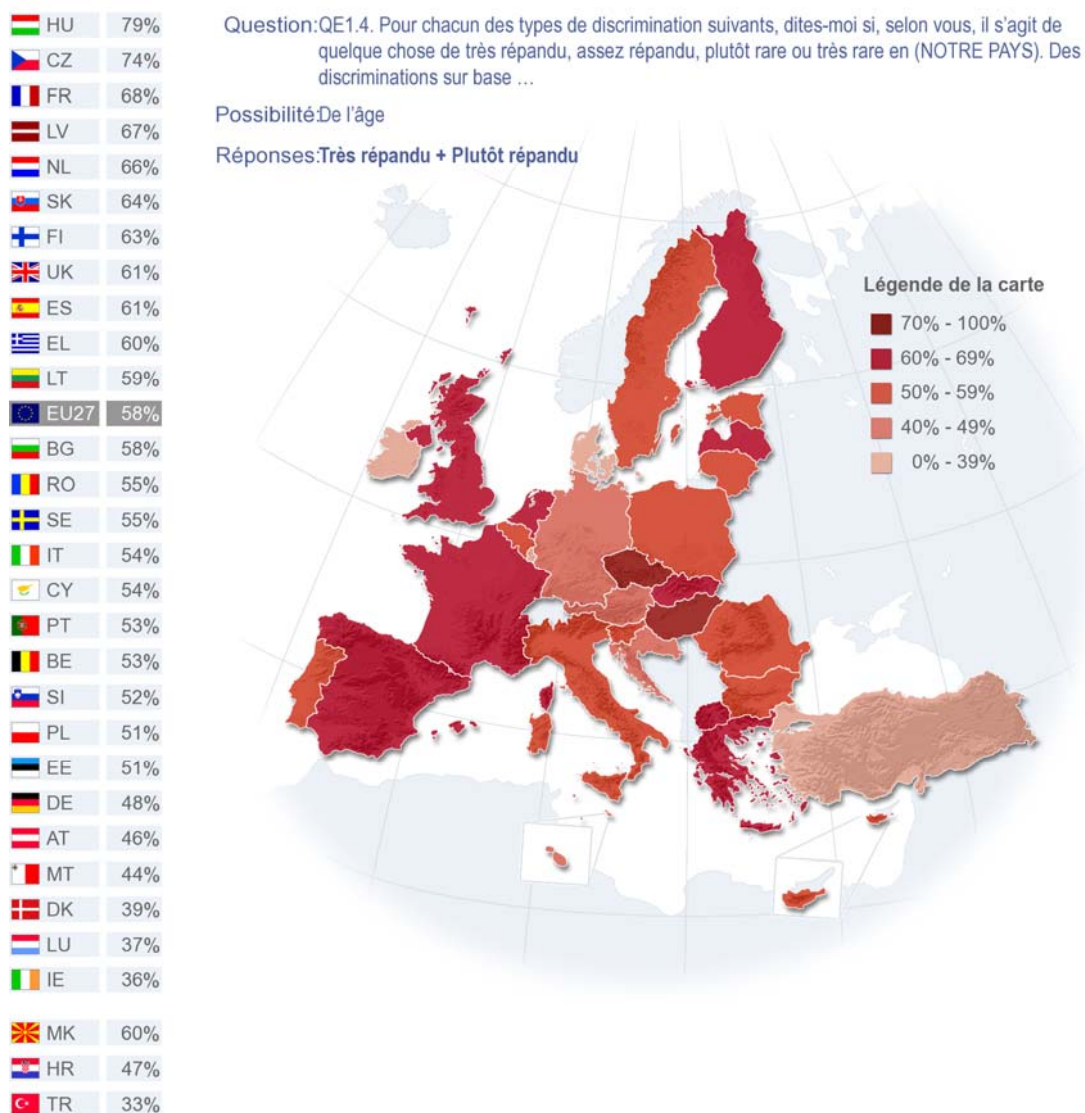 Question:QE1.4. Pour chacun des types de discrimination suivants, dites-moi si, selon vous, il s'agit de
quelque chose de très répandu, assez répandu, plutôt rare ou très rare en (NOTRE PAYS). Des
discriminations sur base …
Possibilité:De l'âge
Réponses:Très répandu + Plutôt répandu
HU 79%
CZ 74%
FR 68%
LV 67%
NL 66%
SK 64%
FI 63%
UK 61%
ES 61%
EL 60%
LT 59%
EU27 58%
BG 58%
RO 55%
SE 55%
IT 54%
CY 54%
PT 53%
BE 53%
SI 52%
PL 51%
EE 51%
DE 48%
AT 46%
MT 44%
DK 39%
LU 37%
IE 36%
MK 60%
HR 47%
TR 33%
Légende de la carte
70% - 100%
60% - 69%
50% - 59%
40% - 49%
0% - 39%